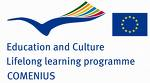 Education and Culture
Lifelong learning programme
COMENIUS